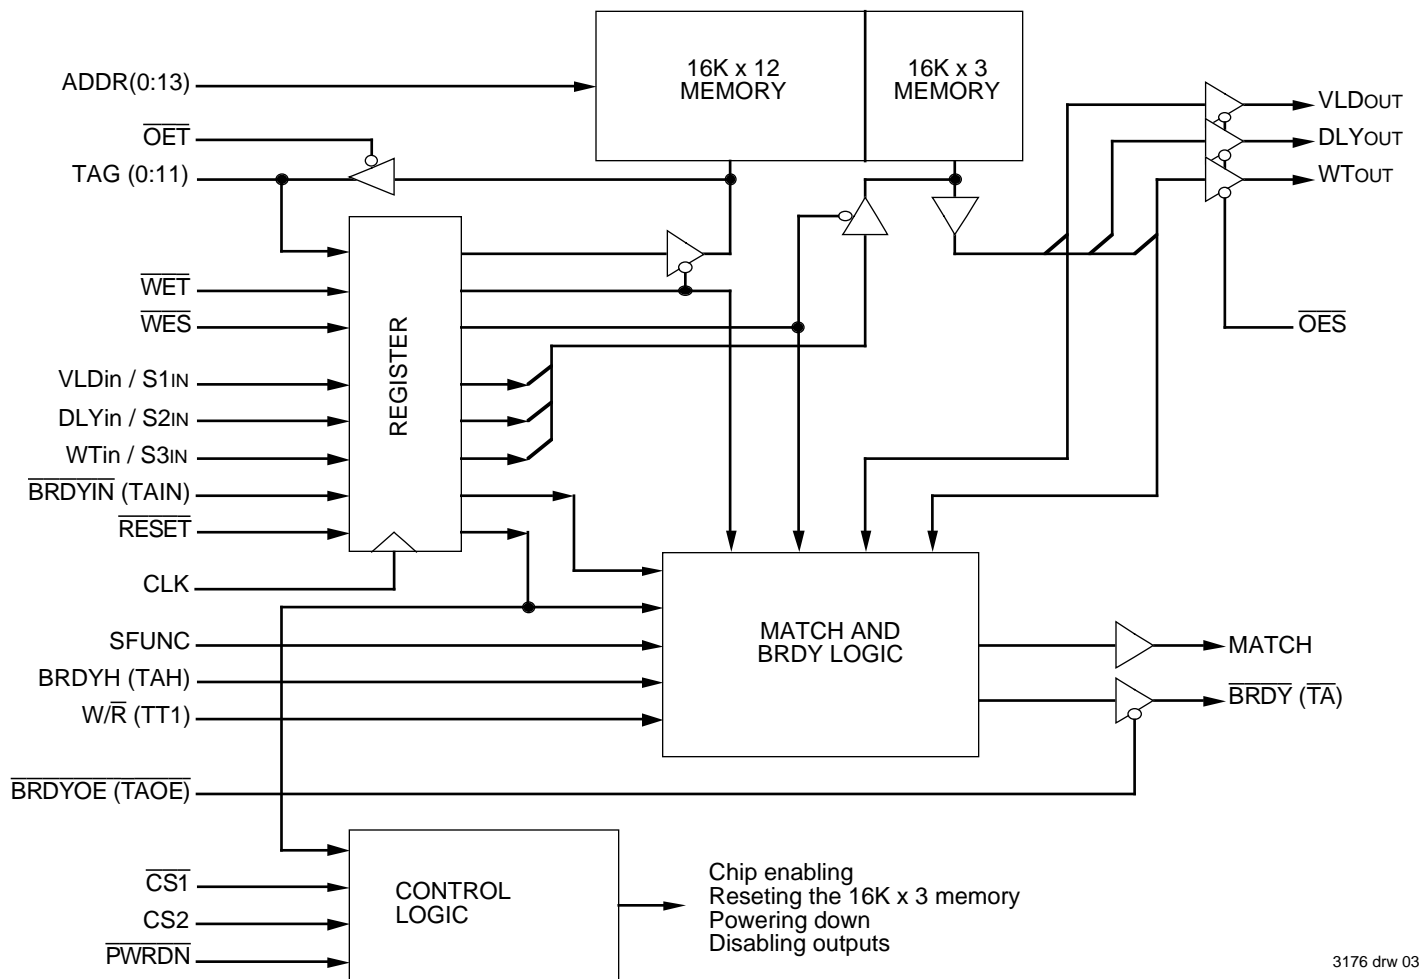 16K x 12
MEMORY
16K x 3
MEMORY
ADDR(0:13)
OET
TAG (0:11)
VLDOUT
DLYOUT
WTOUT
OES
WET
WES
VLDin / S1IN
DLYin / S2IN
WTin / S3IN
BRDYIN (TAIN)
RESET
CLK
REGISTER
SFUNC
BRDYH (TAH)
W/R (TT1)
BRDYOE (TAOE)
MATCH AND
BRDY LOGIC
MATCH
BRDY (TA)
CS1
CS2
PWRDN
CONTROL
LOGIC
Chip enabling
Reseting the 16K x 3 memory
Powering down
Disabling outputs
3176 drw 03